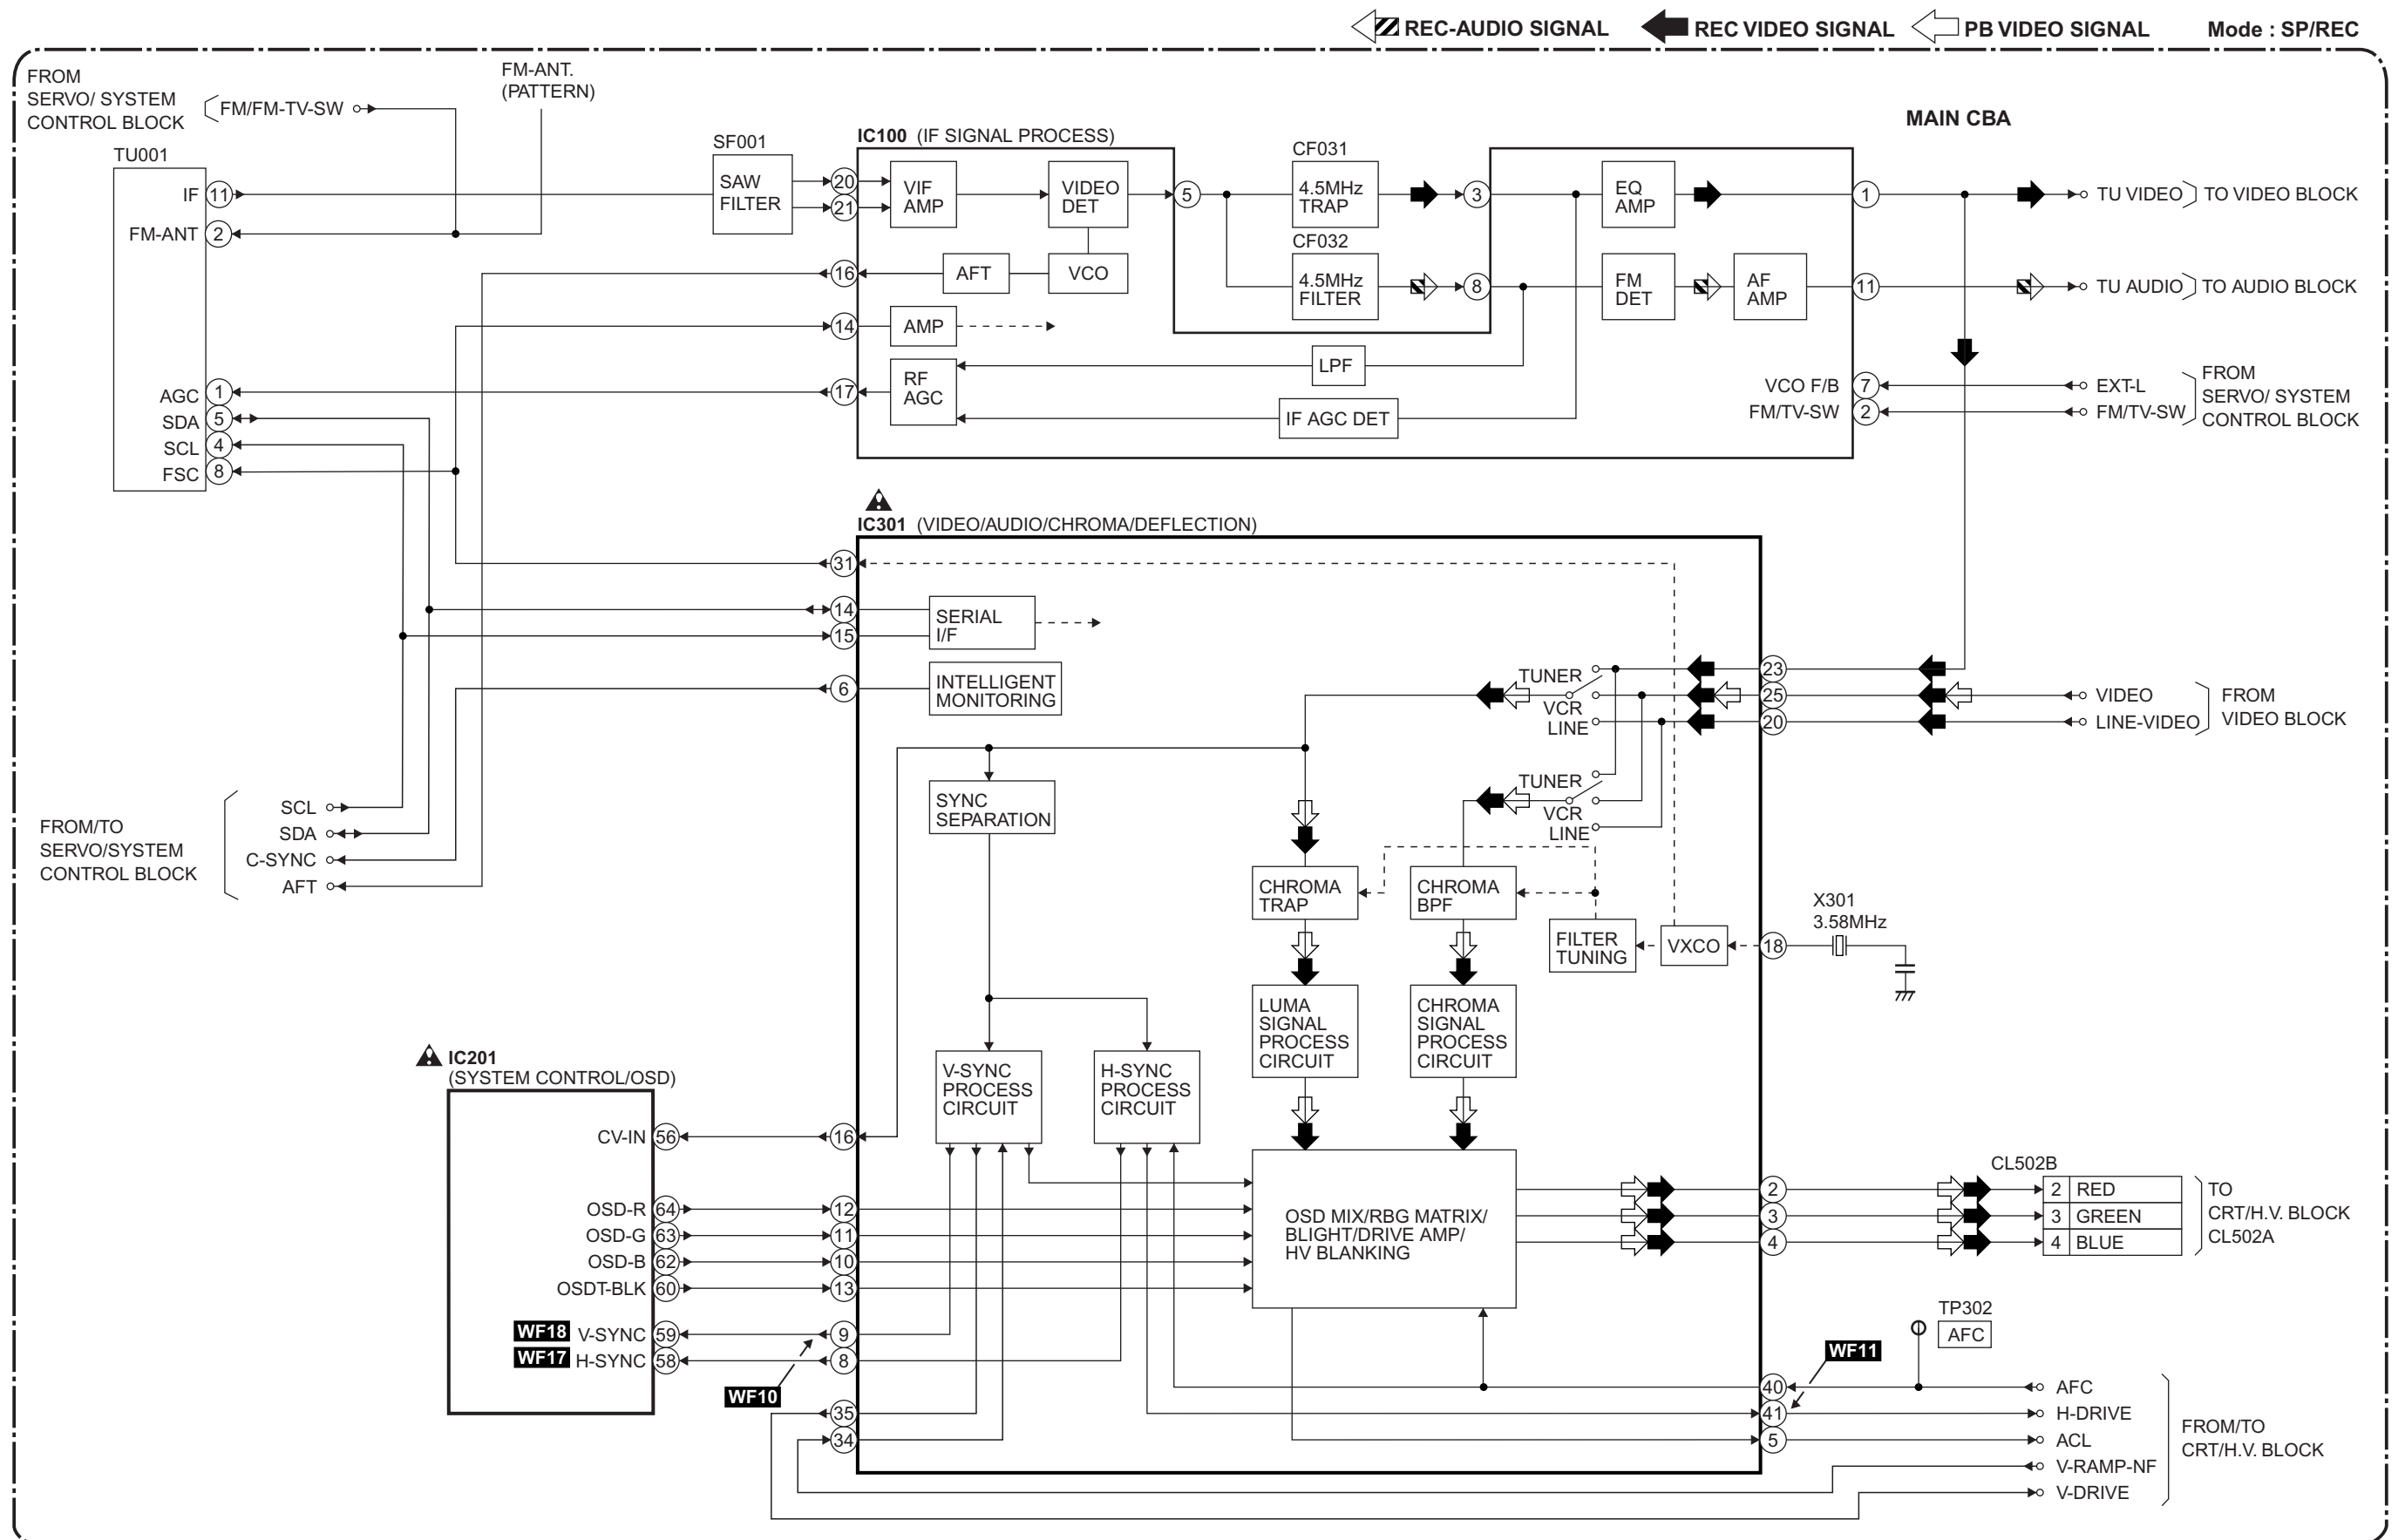 REC-AUDIO SIGNAL
REC VIDEO SIGNAL
PB VIDEO SIGNAL
Mode : SP/REC
FROM
SERVO/ SYSTEM
CONTROL BLOCK
FM/FM-TV-SW
FM-ANT.
(PATTERN)
MAIN CBA
TU001
IF
11
FM-ANT
2
AGC
1
SDA
5
SCL
4
FSC
8
SF001
SAW
FILTER
IC100 (IF SIGNAL PROCESS)
20
21
16
14
17
VIF
AMP
VIDEO
DET
AFT
VCO
AMP
RF
AGC
5
CF031
4.5MHz
TRAP
CF032
4.5MHz
FILTER
3
8
LPF
IF AGC DET
EQ
AMP
FM
DET
AF
AMP
1
11
VCO F/B
7
FM/TV-SW
2
TU VIDEO
TO VIDEO BLOCK
TU AUDIO
TO AUDIO BLOCK
EXT-L
FM/TV-SW
FROM
SERVO/ SYSTEM
CONTROL BLOCK
IC301 (VIDEO/AUDIO/CHROMA/DEFLECTION)
31
14
15
6
SERIAL
I/F
INTELLIGENT
MONITORING
TUNER
VCR
LINE
23
25
20
VIDEO
LINE-VIDEO
FROM
VIDEO BLOCK
SYNC
SEPARATION
TUNER
VCR
LINE
FROM/TO
SERVO/SYSTEM
CONTROL BLOCK
SCL
SDA
C-SYNC
AFT
CHROMA
TRAP
CHROMA
BPF
FILTER
TUNING
VXCO
18
X301
3.58MHz
LUMA
SIGNAL
PROCESS
CIRCUIT
CHROMA
SIGNAL
PROCESS
CIRCUIT
V-SYNC
PROCESS
CIRCUIT
H-SYNC
PROCESS
CIRCUIT
IC201
(SYSTEM CONTROL/OSD)
CV-IN
56
16
OSD-R
64
12
OSD-G
63
11
OSD-B
62
10
OSDT-BLK
60
13
WF18
V-SYNC
59
9
WF17
H-SYNC
58
8
WF10
35
34
OSD MIX/RBG MATRIX/
BLIGHT/DRIVE AMP/
HV BLANKING
2
3
4
CL502B
2 RED
3 GREEN
4 BLUE
TO
CRT/H.V. BLOCK
CL502A
TP302
AFC
WF11
40
41
5
AFC
H-DRIVE
ACL
V-RAMP-NF
V-DRIVE
FROM/TO
CRT/H.V. BLOCK